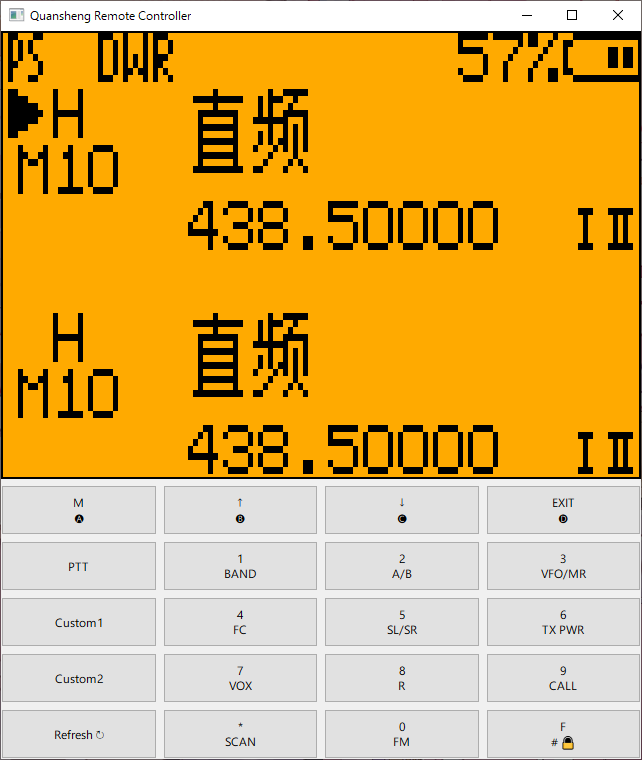 Quansheng Remote Controller
PS DWR 57%
H 直频
M10
438.50000 I II
H 直频
M10
438.50000 I II
M ↑ ↓ EXIT
A B C D
PTT 1 2 3
BAND A/B VFO/MR
Custom1 4 5 6
FC SL/SR TX PWR
Custom2 7 8 9
VOX R CALL
Refresh ↻ * 0 F
SCAN FM # 🔒